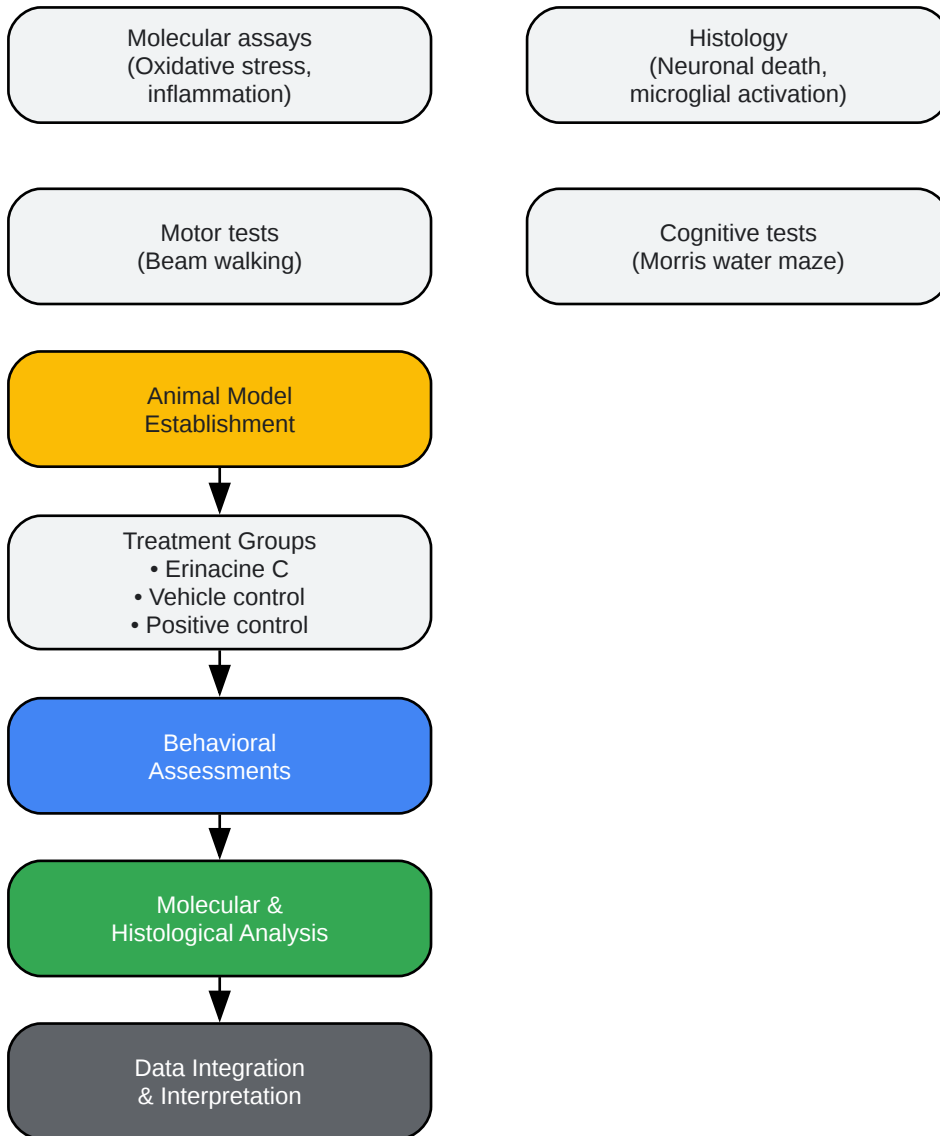 Molecular assays
(Oxidative stress,
inflammation)
Histology
(Neuronal death,
microglial activation)
Motor tests
(Beam walking)
Cognitive tests
(Morris water maze)
Animal Model
Establishment
Treatment Groups
• Erinacine C
• Vehicle control
• Positive control
Behavioral
Assessments
Molecular &
Histological Analysis
Data Integration
& Interpretation